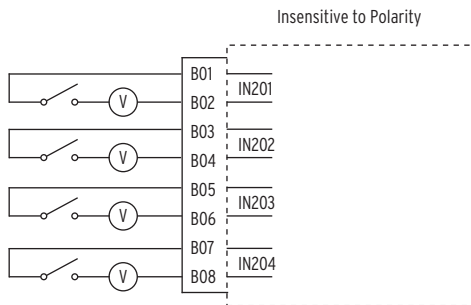 Insensitive to Polarity
B01
IN201
V
B02
B03
IN202
V
B04
B05
IN203
V
B06
B07
IN204
V
B08